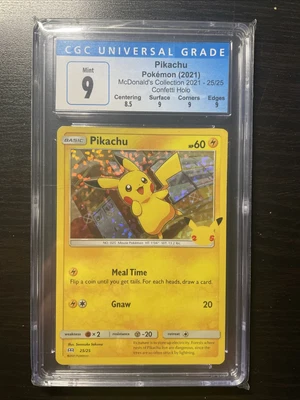 CGC UNIVERSAL GRADE
Mint
9
Pikachu
Pokémon (2021)
McDonald's Collection 2021 - 25/25
Confetti Holo
Centering Surface Corners Edges
8.5 9 9 9
BASIC Pikachu HP60
Meal Time
Flip a coin until you get tails. For each heads, draw a card.
Gnaw 20
weakness ×2 resistance -20 retreat
25/25